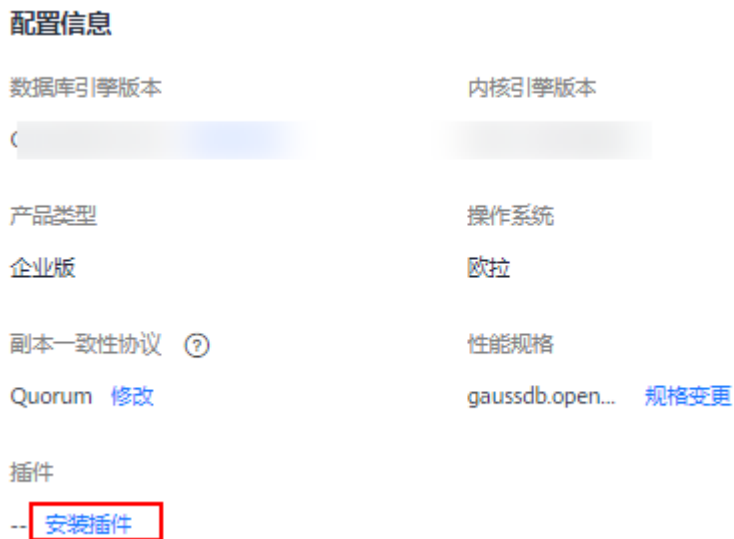 配置信息
数据库引擎版本 内核引擎版本
产品类型 操作系统
企业版 欧拉
副本一致性协议 ? 性能规格
Quorum 修改 gaussdb.open... 规格变更
插件
-- 安装插件